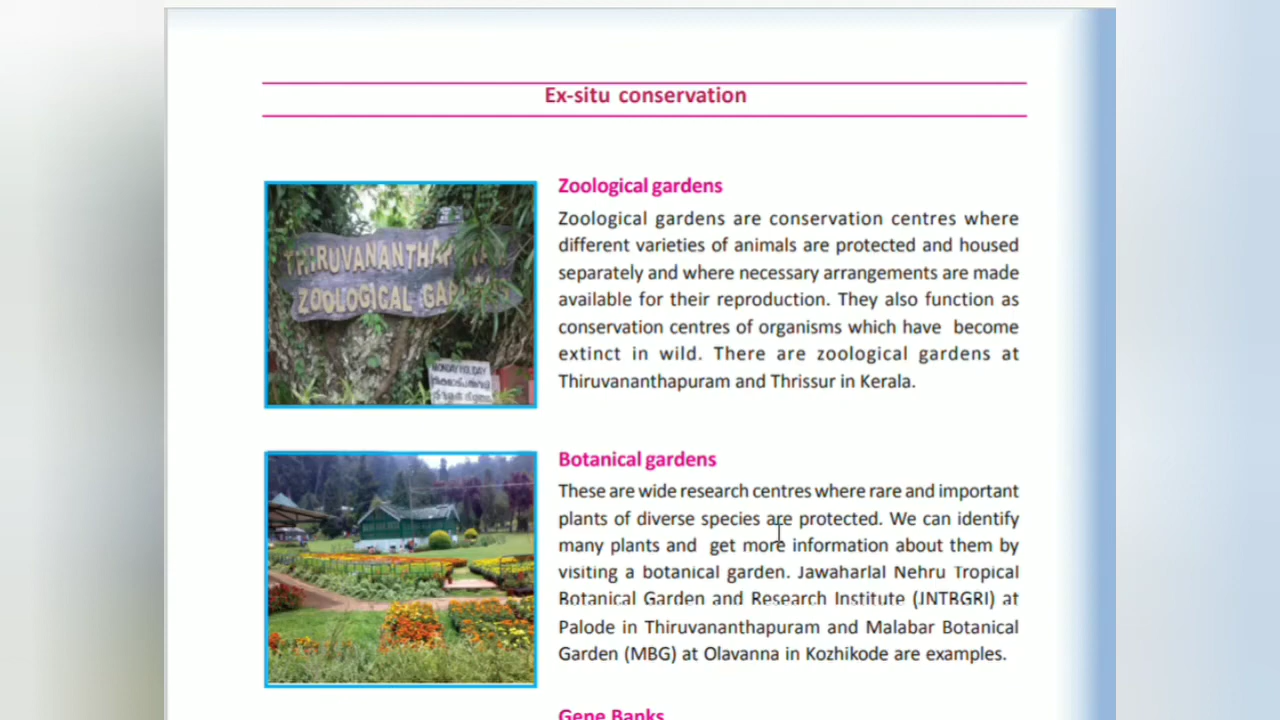 Ex-situ conservation
THIRUVANANTHAP
ZOOLOGICAL GAR
MONDAY HOLIDAY
Zoological gardens
Zoological gardens are conservation centres where
different varieties of animals are protected and housed
separately and where necessary arrangements are made
available for their reproduction. They also function as
conservation centres of organisms which have become
extinct in wild. There are zoological gardens at
Thiruvananthapuram and Thrissur in Kerala.
Botanical gardens
These are wide research centres where rare and important
plants of diverse species are protected. We can identify
many plants and get more information about them by
visiting a botanical garden. Jawaharlal Nehru Tropical
Botanical Garden and Research Institute (JNTBGRI) at
Palode in Thiruvananthapuram and Malabar Botanical
Garden (MBG) at Olavanna in Kozhikode are examples.
Gene Banks